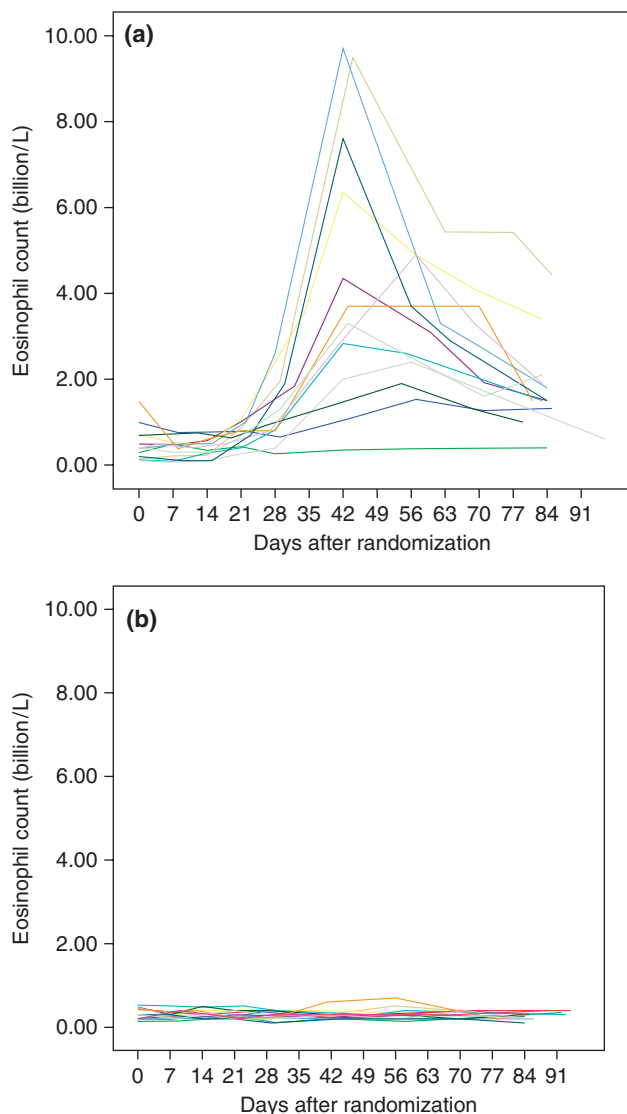 (a)
Eosinophil count (billion/L)
10.00
8.00
6.00
4.00
2.00
0.00
0 7 14 21 28 35 42 49 56 63 70 77 84 91
Days after randomization
(b)
Eosinophil count (billion/L)
10.00
8.00
6.00
4.00
2.00
0.00
0 7 14 21 28 42 49 56 63 70 77 84 91
Days after randomization